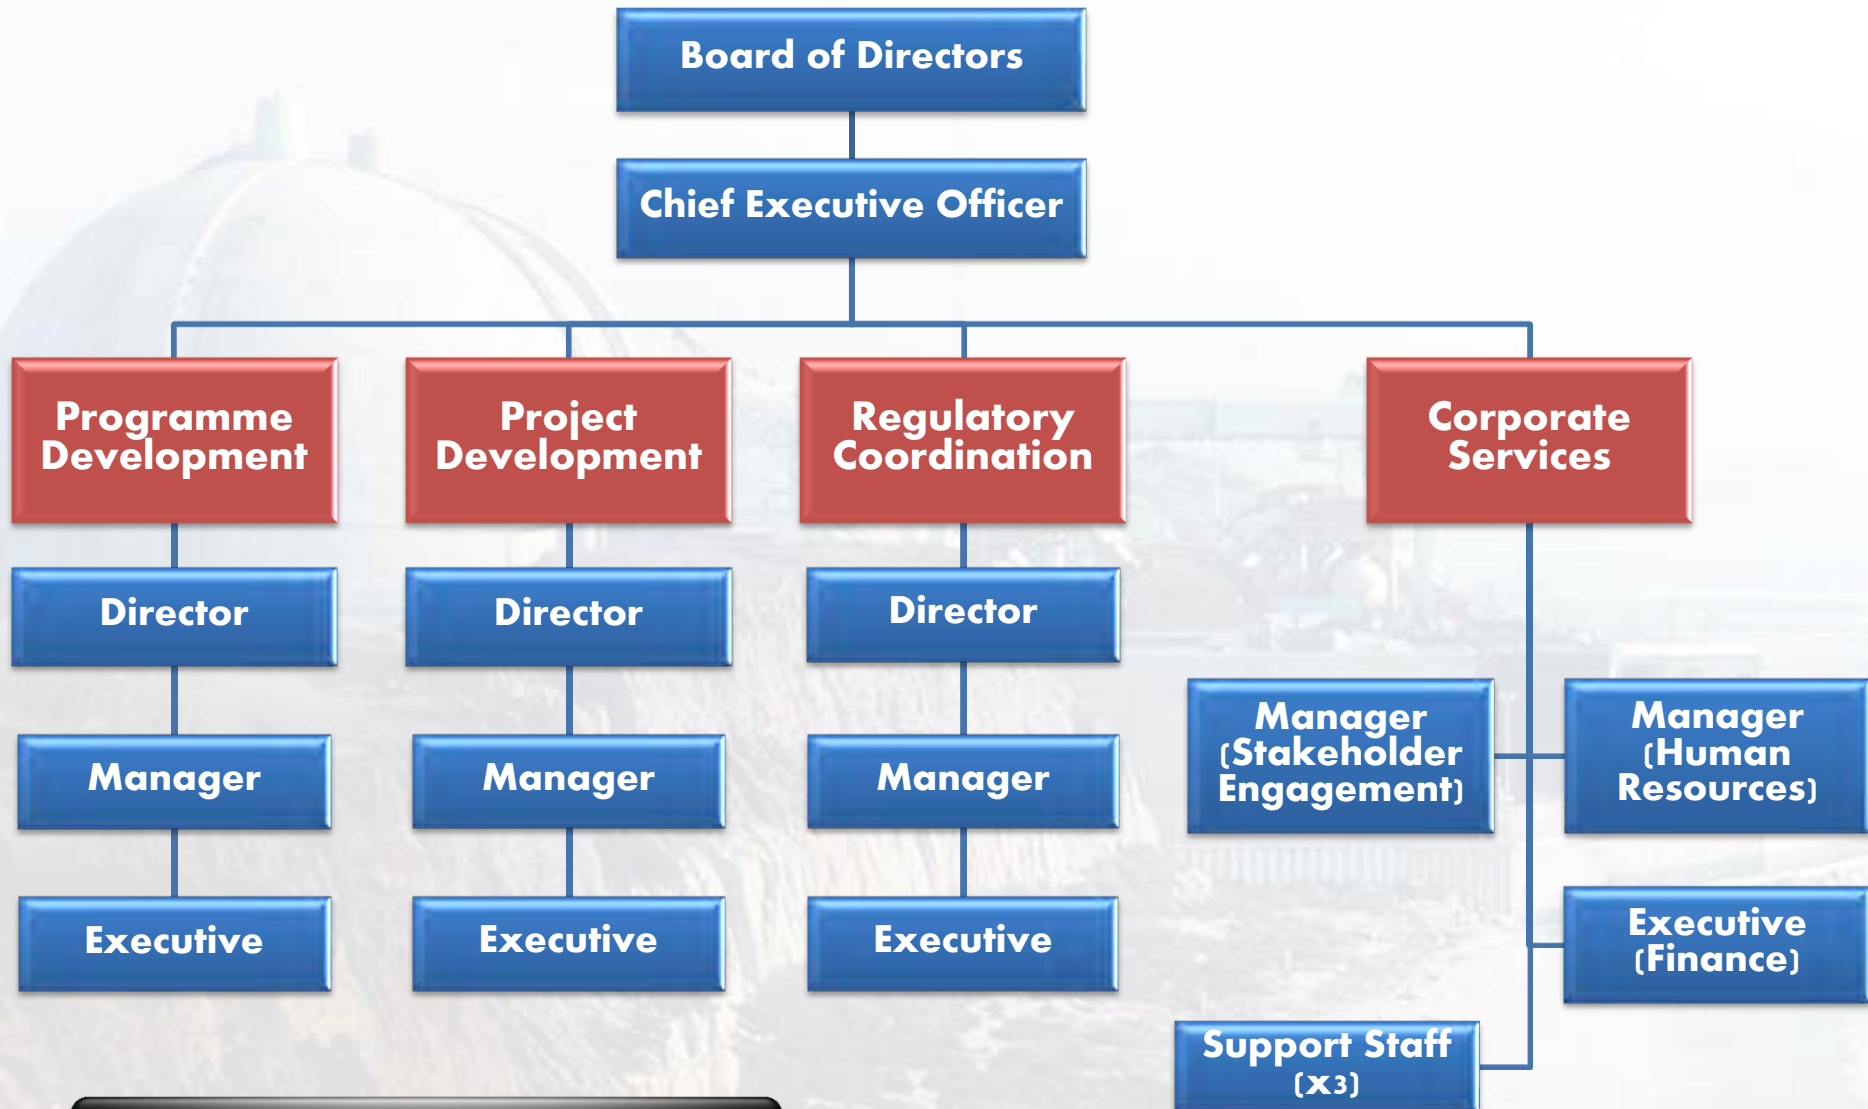 Board of Directors
Chief Executive Officer
Programme
Development
Project
Development
Regulatory
Coordination
Corporate
Services
Director
Director
Director
Manager
(Stakeholder
Engagement)
Manager
(Human
Resources)
Manager
Manager
Manager
Executive
Executive
Executive
Executive
(Finance)
Support Staff
(x3)